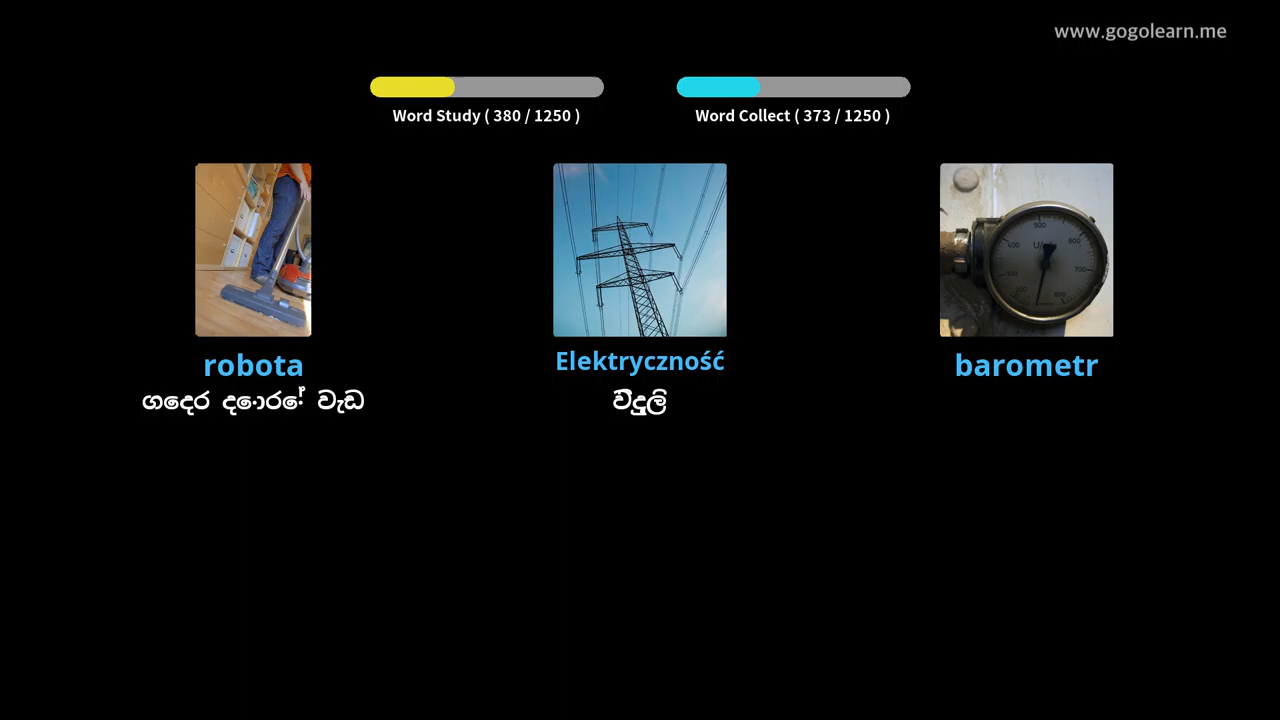 www.gogolearn.me
Word Study ( 380 / 1250 )
Word Collect ( 373 / 1250 )
robota
Elektryczność
barometr
ගෙදර දොරේ වැඩ
විදුලි